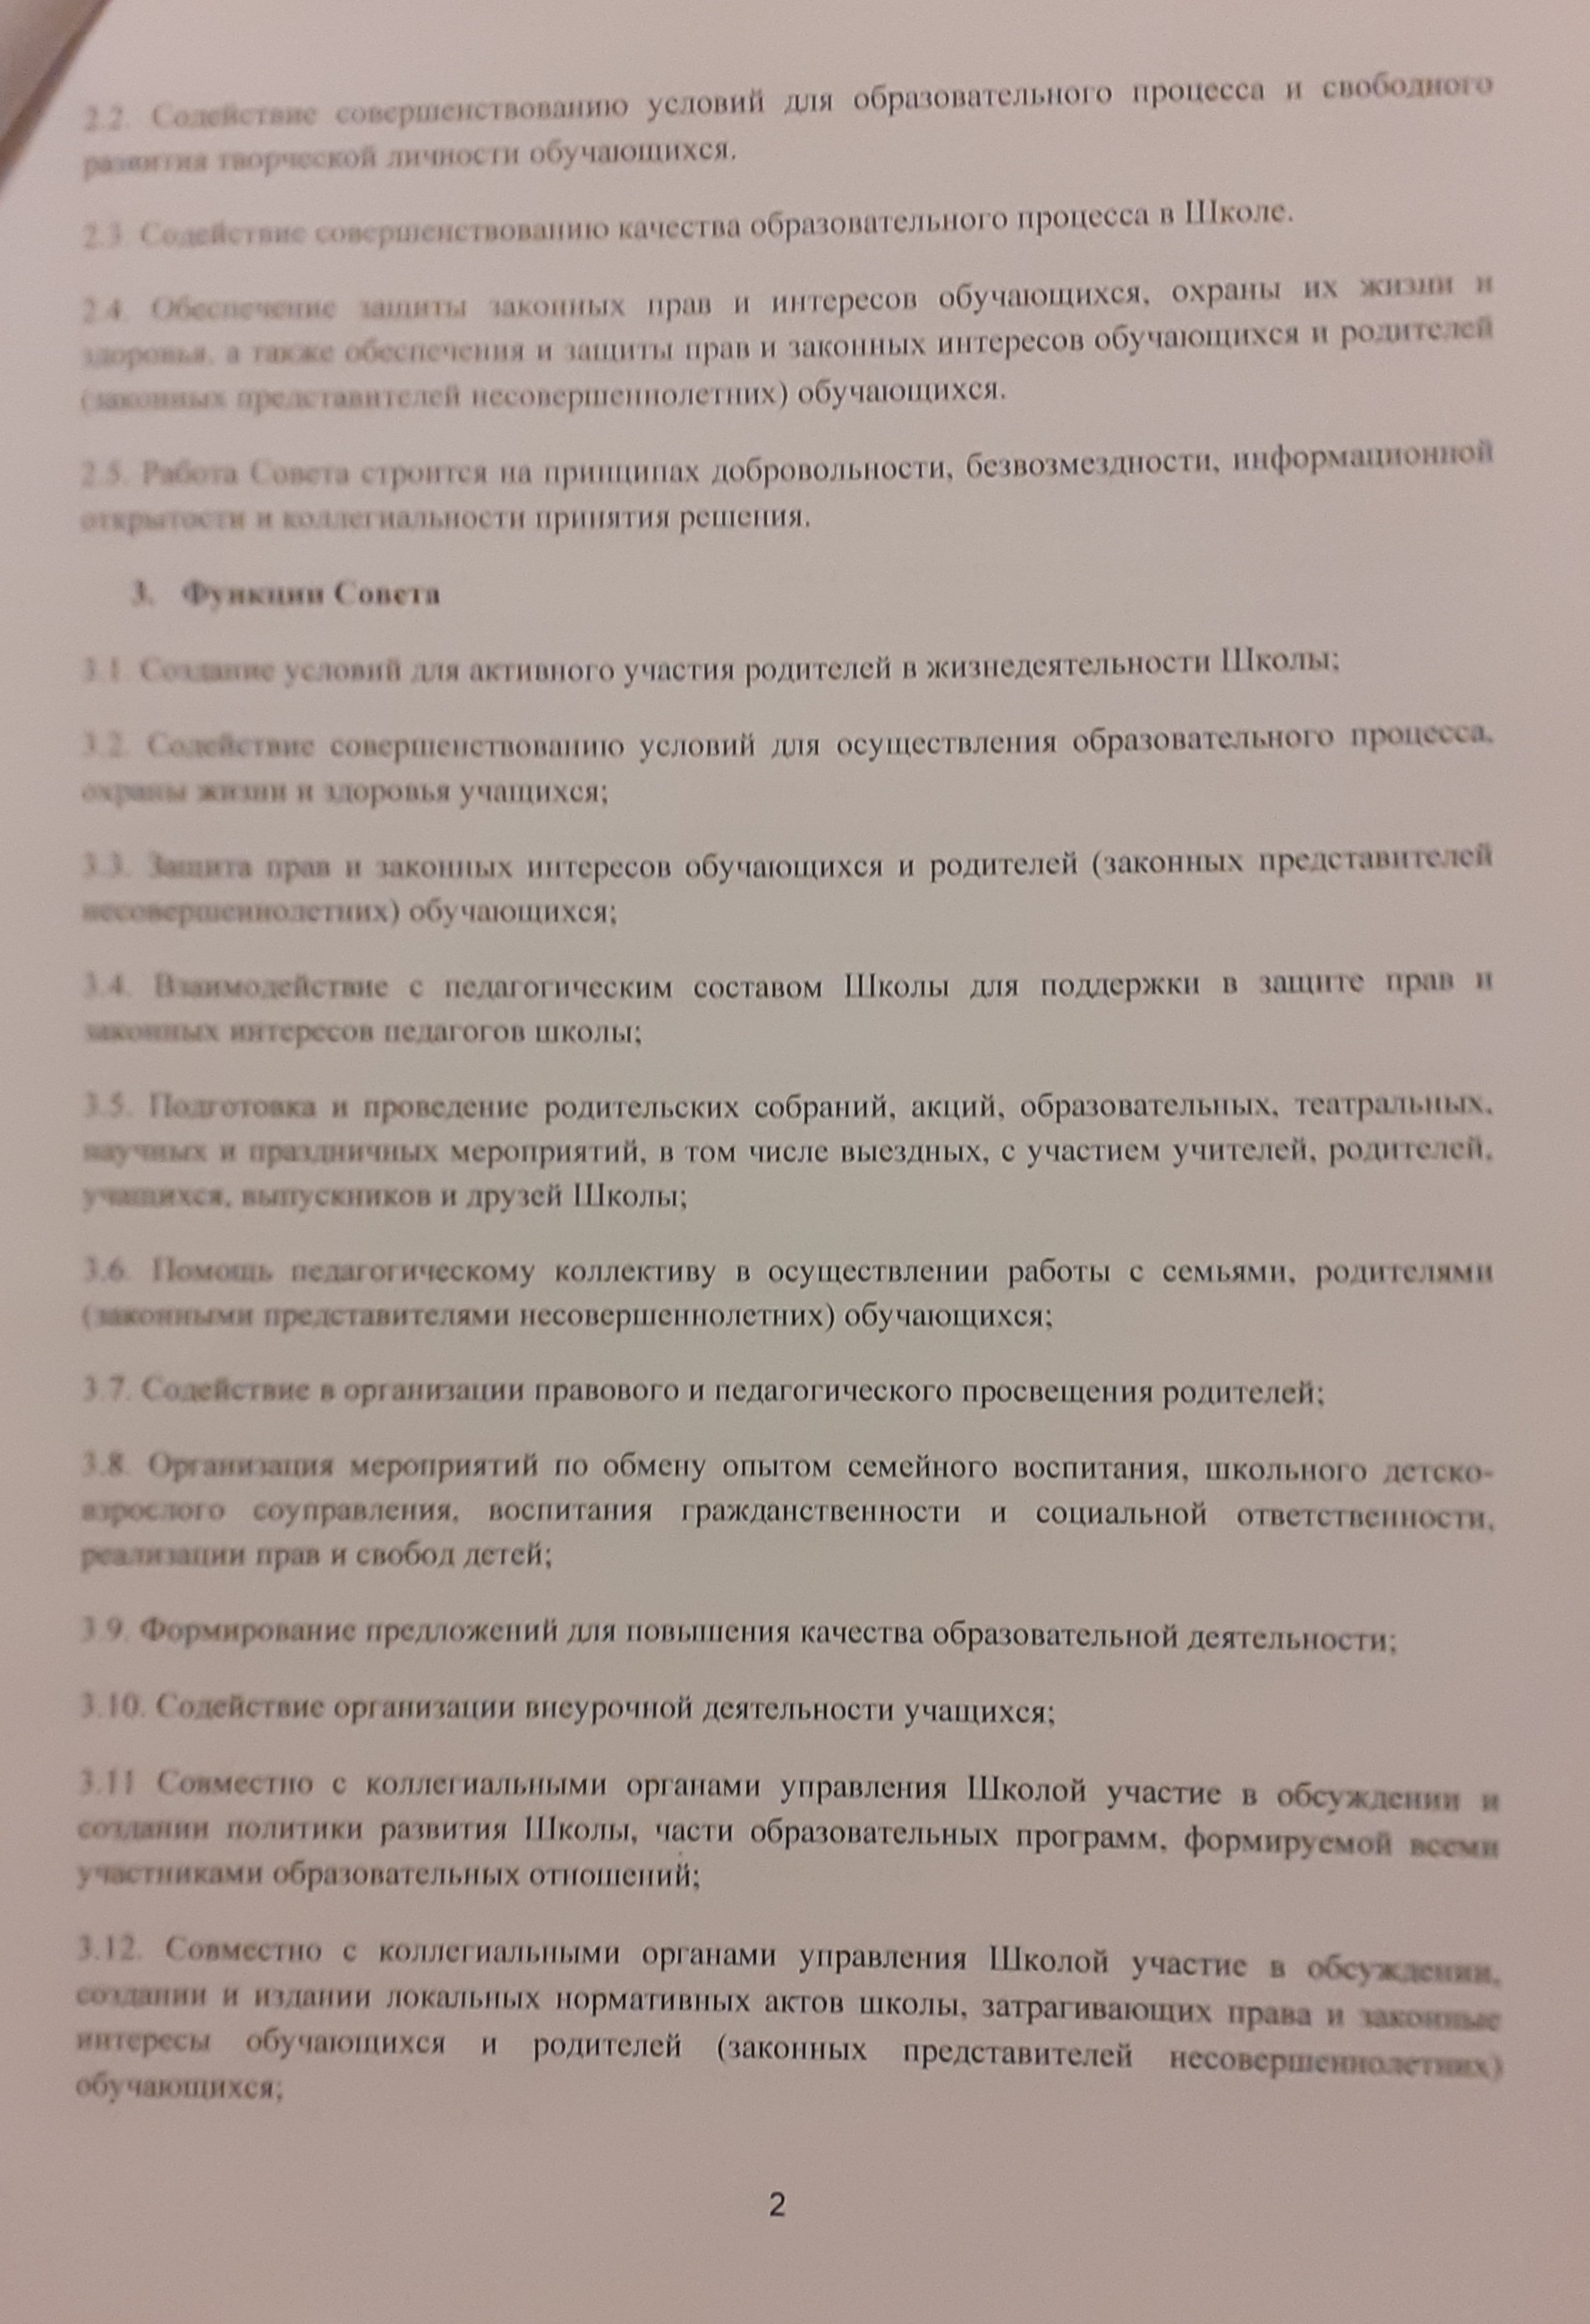 2.2. Содействие совершенствованию условий для образовательного процесса и свободного
развития творческой личности обучающихся.
2.3. Содействие совершенствованию качества образовательного процесса в Школе.
2.4. Обеспечение защиты законных прав и интересов обучающихся, охраны их жизни и
здоровья, а также обеспечения и защиты прав и законных интересов обучающихся и родителей
(законных представителей несовершеннолетних) обучающихся.
2.5. Работа Совета строится на принципах добровольности, безвозмездности, информационной
открытости и коллегиальности принятия решения.
3. Функции Совета
3.1. Создание условий для активного участия родителей в жизнедеятельности Школы;
3.2. Содействие совершенствованию условий для осуществления образовательного процесса,
охраны жизни и здоровья учащихся;
3.3. Защита прав и законных интересов обучающихся и родителей (законных представителей
несовершеннолетних) обучающихся;
3.4. Взаимодействие с педагогическим составом Школы для поддержки в защите прав и
законных интересов педагогов школы;
3.5. Подготовка и проведение родительских собраний, акций, образовательных, театральных,
научных и праздничных мероприятий, в том числе выездных, с участием учителей, родителей,
учащихся, выпускников и друзей Школы;
3.6. Помощь педагогическому коллективу в осуществлении работы с семьями, родителями
(законными представителями несовершеннолетних) обучающихся;
3.7. Содействие в организации правового и педагогического просвещения родителей;
3.8. Организация мероприятий по обмену опытом семейного воспитания, школьного детско-
взрослого соуправления, воспитания гражданственности и социальной ответственности,
реализации прав и свобод детей;
3.9. Формирование предложений для повышения качества образовательной деятельности;
3.10. Содействие организации внеурочной деятельности учащихся;
3.11 Совместно с коллегиальными органами управления Школой участие в обсуждении и
создании политики развития Школы, части образовательных программ, формируемой всеми
участниками образовательных отношений;
3.12. Совместно с коллегиальными органами управления Школой участие в обсуждении,
создании и издании локальных нормативных актов школы, затрагивающих права и законные
интересы обучающихся и родителей (законных представителей несовершеннолетних)
обучающихся;
2